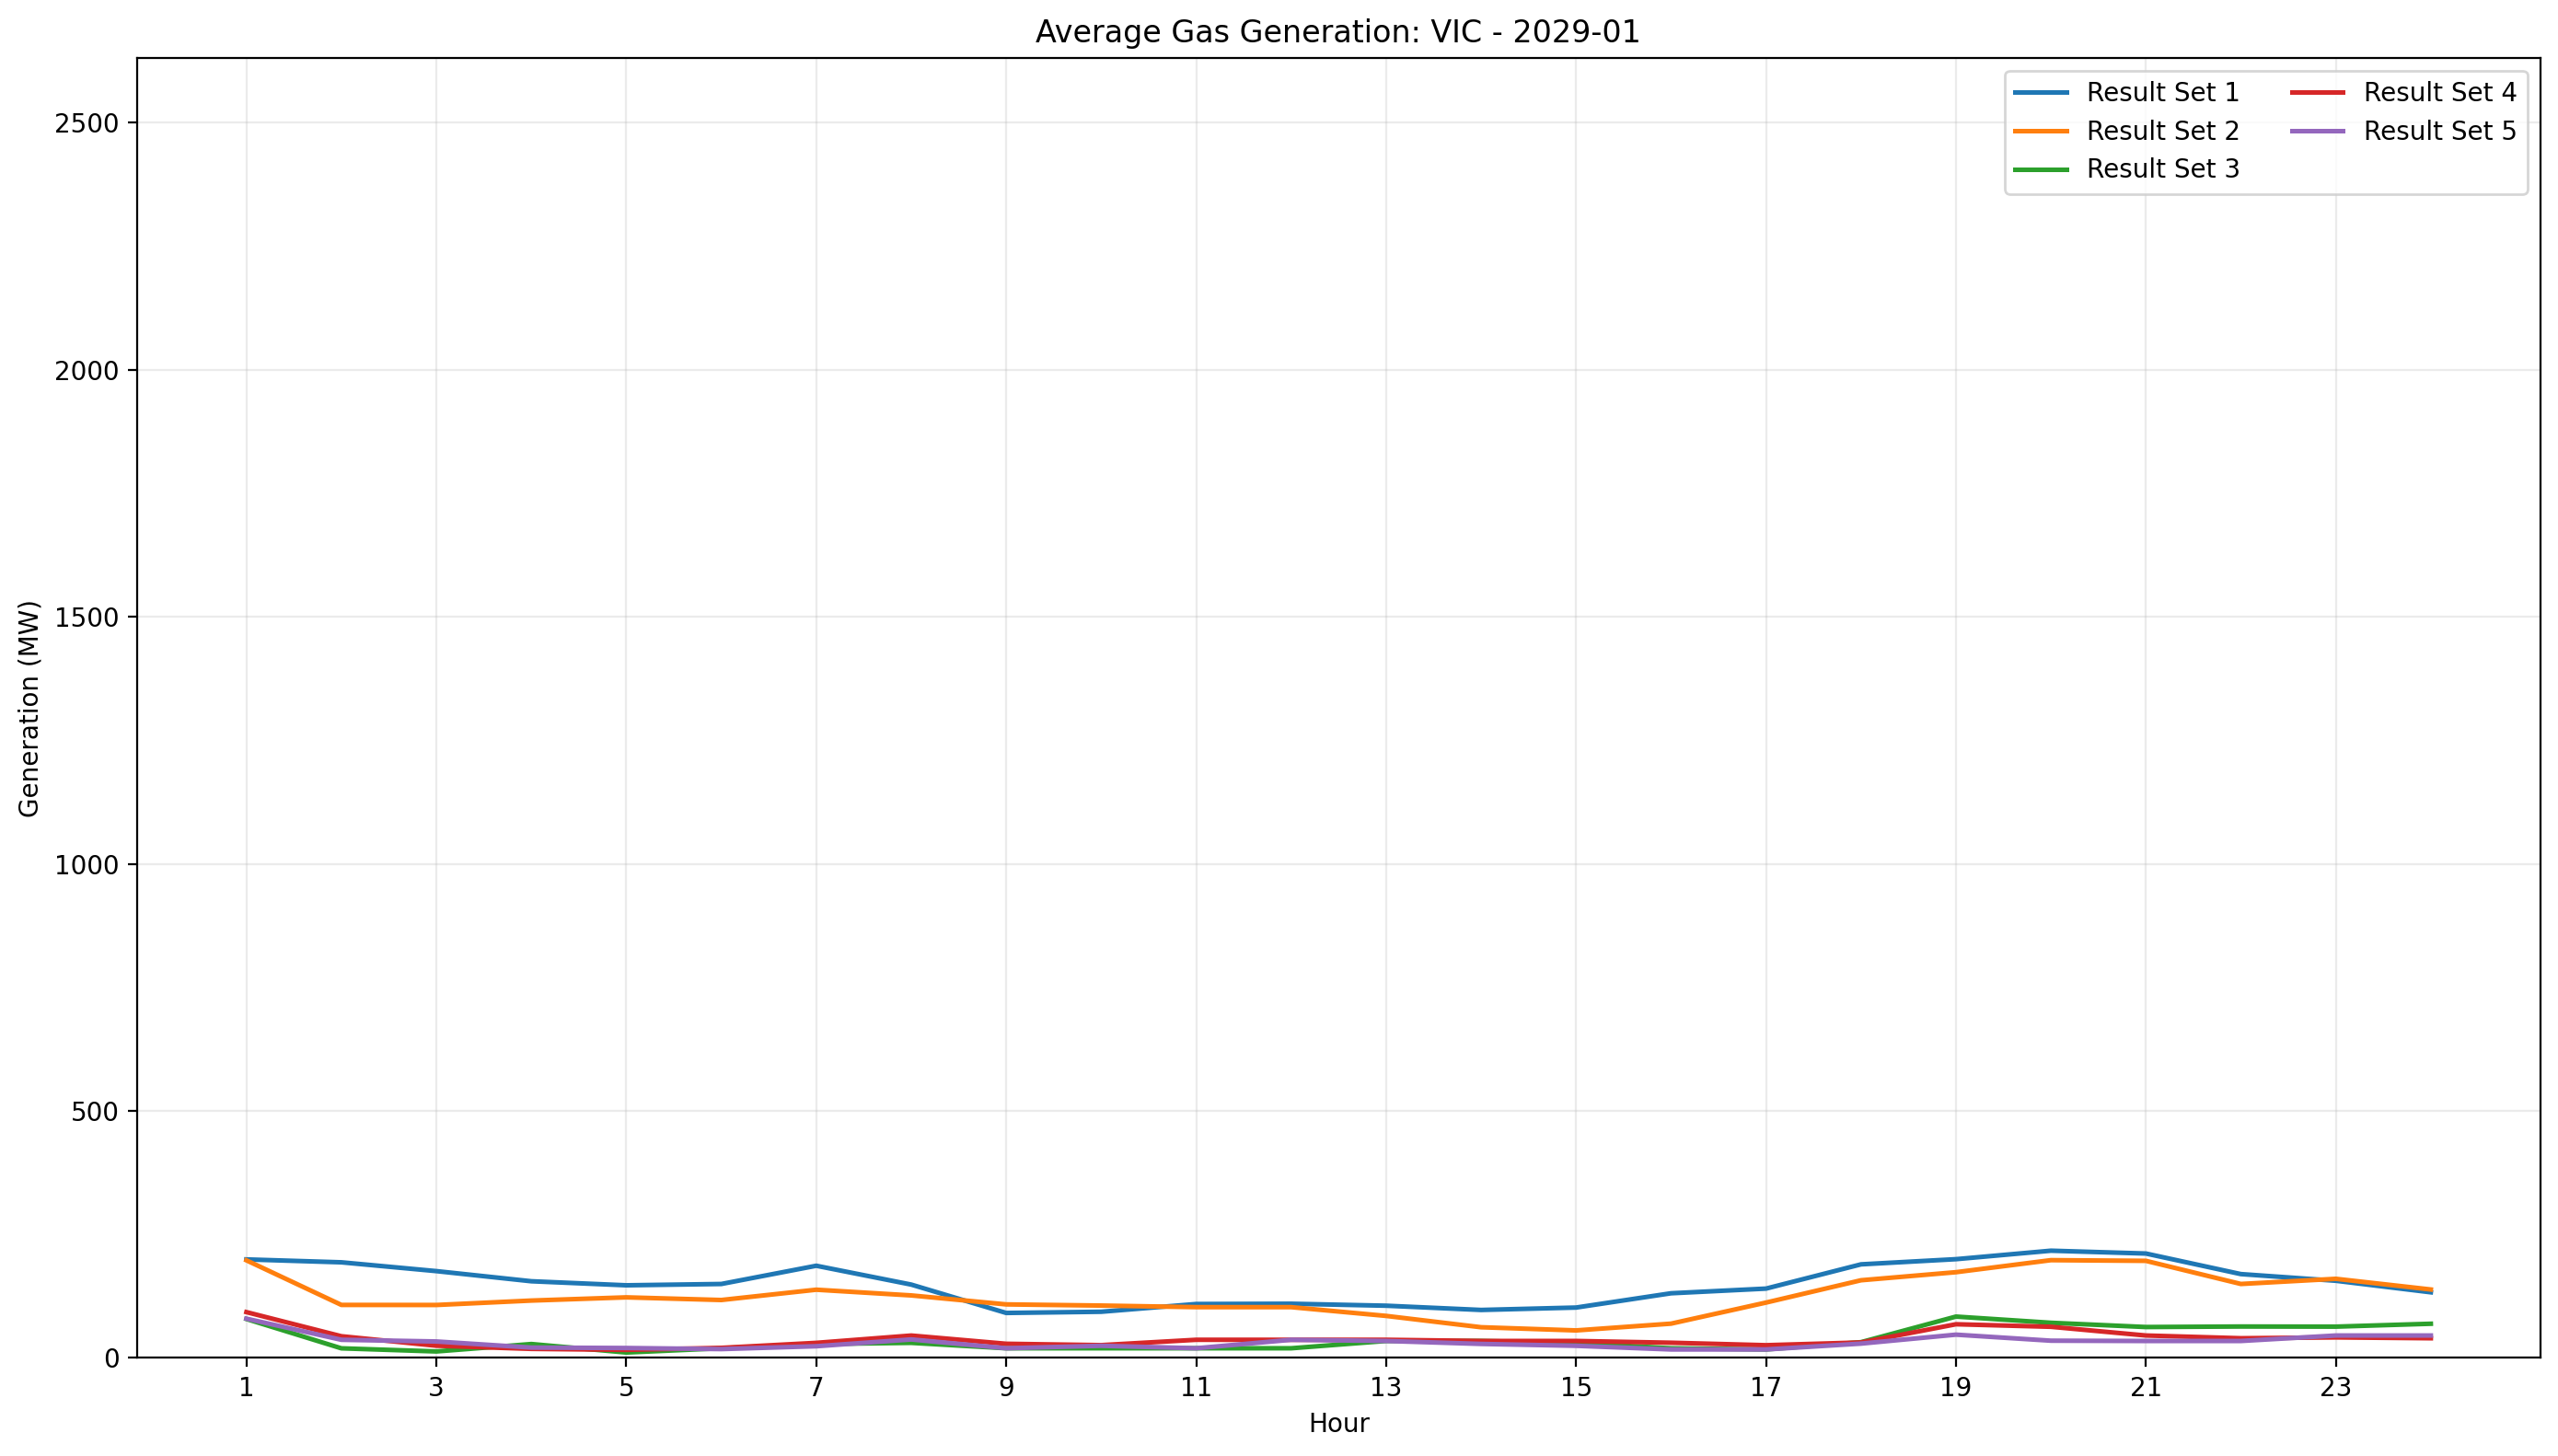 Average Gas Generation: VIC - 2029-01
Result Set 1
Result Set 2
Result Set 3
Result Set 4
Result Set 5
Generation (MW)
2500
2000
1500
1000
500
0
1 3 5 7 9 11 13 15 17 19 21 23
Hour